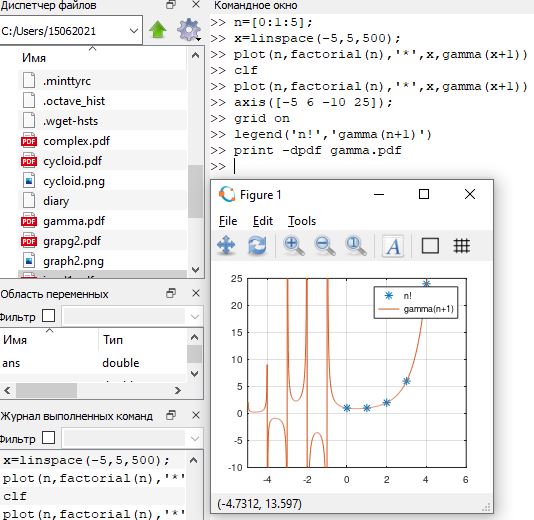 Диспетчер файлов
C:/Users/15062021
Имя
.minttyrc
.octave_hist
.wget-hsts
complex.pdf
cycloid.pdf
cycloid.png
diary
gamma.pdf
grapg2.pdf
graph2.png
Область переменных
Фильтр
Имя Тип
ans double
Журнал выполненных команд
Фильтр
x=linspace(-5,5,500);
plot(n,factorial(n),'*'
clf
plot(n,factorial(n),'*'
Командное окно
>> n=[0:1:5];
>> x=linspace(-5,5,500);
>> plot(n,factorial(n),'*',x,gamma(x+1))
>> clf
>> plot(n,factorial(n),'*',x,gamma(x+1))
>> axis([-5 6 -10 25]);
>> grid on
>> legend('n!','gamma(n+1)')
>> print -dpdf gamma.pdf
>>
Figure 1
File Edit Tools
A
n!
gamma(n+1)
25
20
15
10
5
0
-5
-10
-4 -2 0 2 4 6
(-4.7312, 13.597)